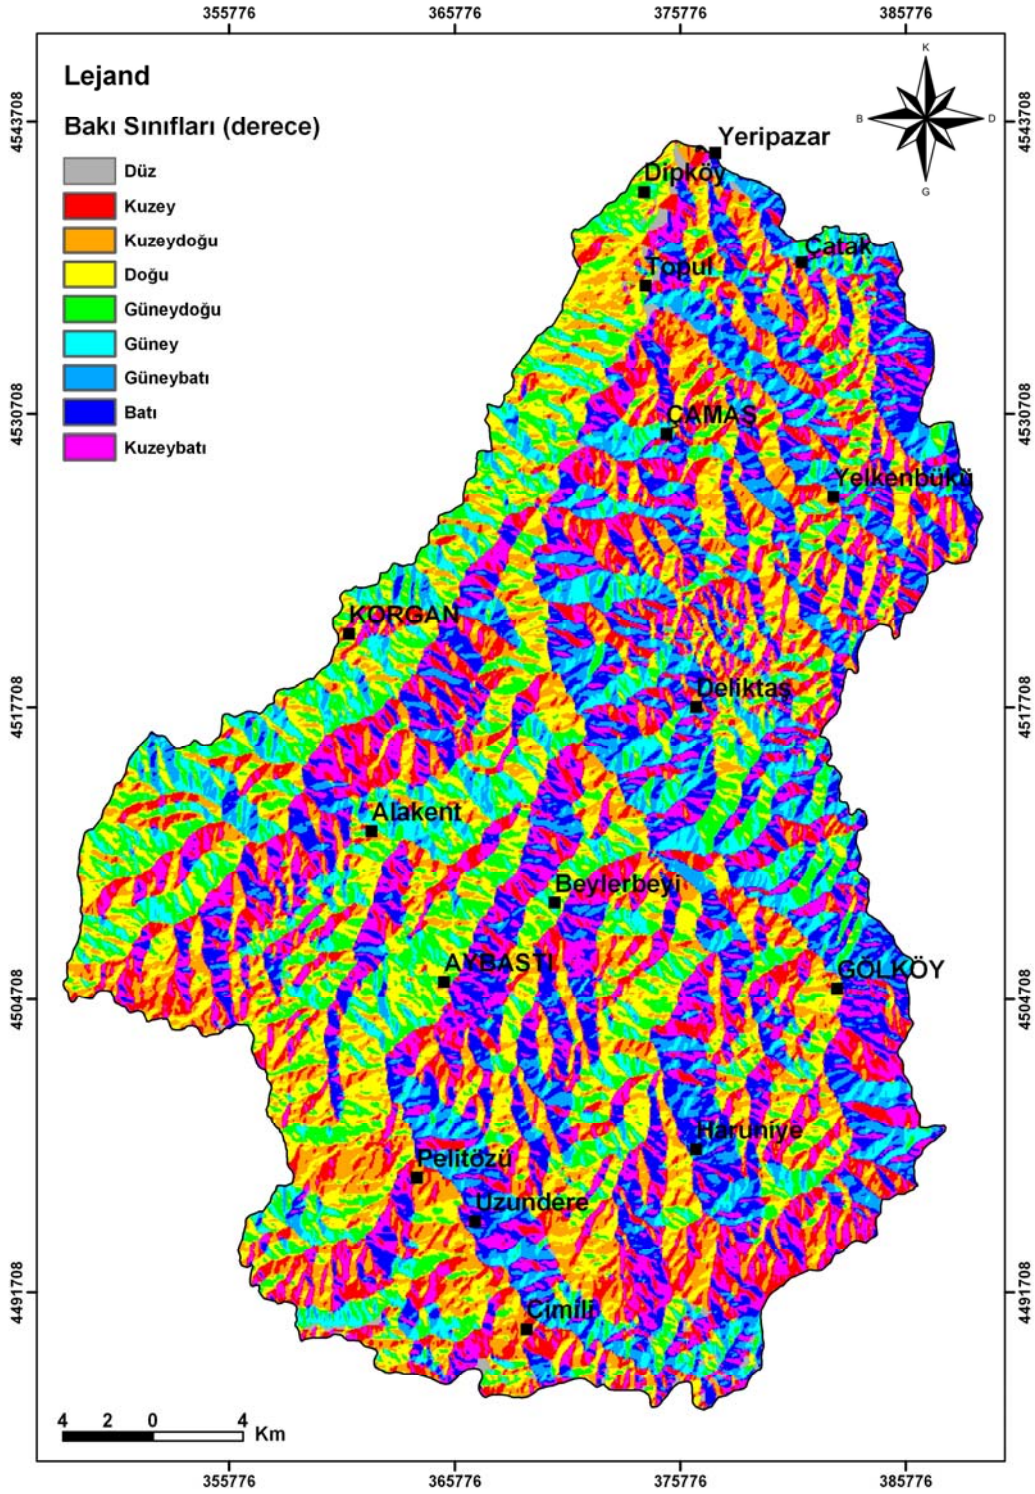 355776 365776 375776 385776
Lejand
Bakı Sınıfları (derece)
Düz
Kuzey
Kuzeydoğu
Doğu
Güneydoğu
Güney
Güneybatı
Batı
Kuzeybatı
K
B D
G
4543708 4543708
Yeripazar
Dipköy
Çatak
Topul
4530708 4530708
ÇAMAŞ
Yelkenbükü
KORGAN
Deliktaş
4517708 4517708
Alakent
Beylerbeyi
AYBASTI
GÖLKÖY
4504708 4504708
Haruniye
Pelitözü
Uzundere
4491708 4491708
Cimili
4 2 0 4
Km
355776 365776 375776 385776